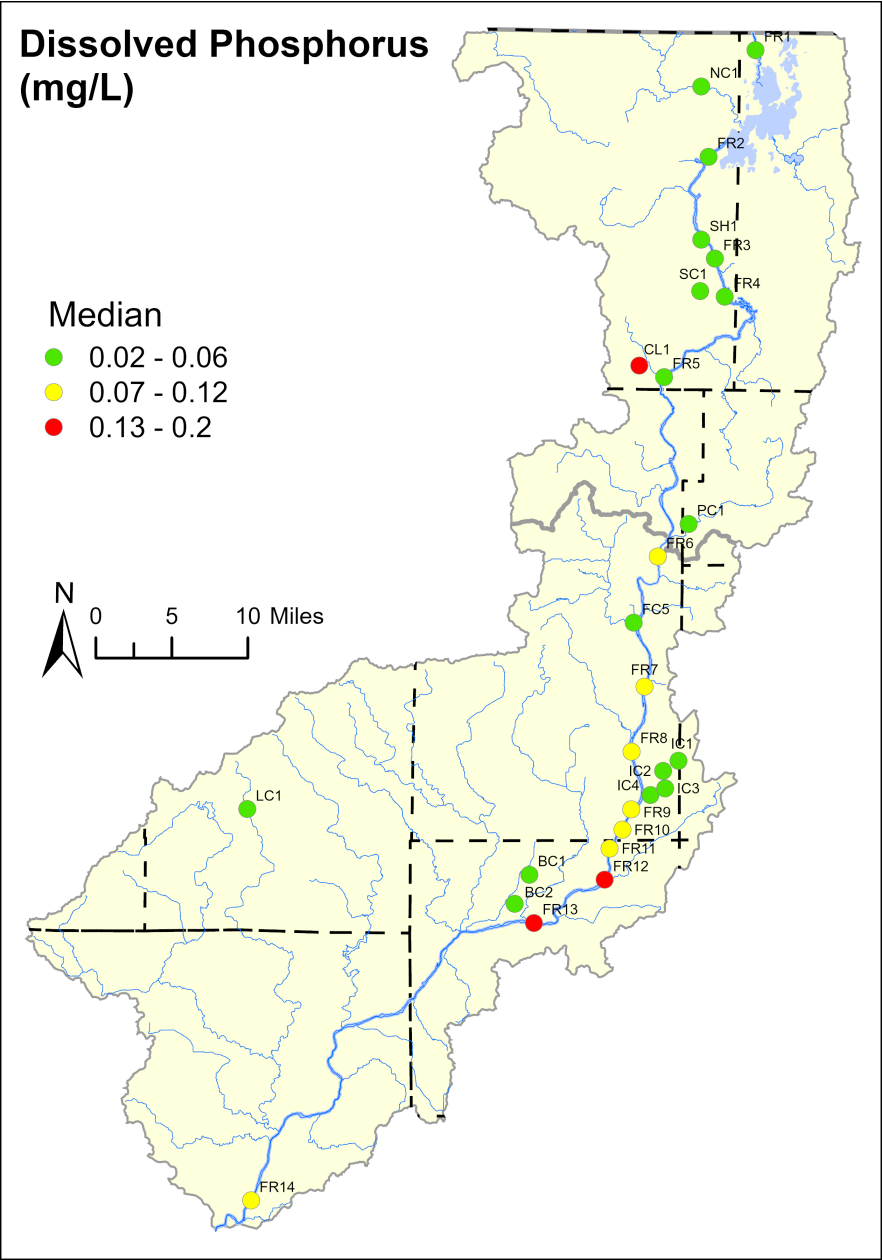 Dissolved Phosphorus
(mg/L)
FR1
NC1
FR2
SH1
FR3
SC1
FR4
Median
0.02 - 0.06
0.07 - 0.12
0.13 - 0.2
CL1
FR5
PC1
FR6
N
0 5 10 Miles
FC5
FR7
FR8
IC1
IC2
IC4
IC3
LC1
FR9
FR10
FR11
BC1
FR12
BC2
FR13
FR14